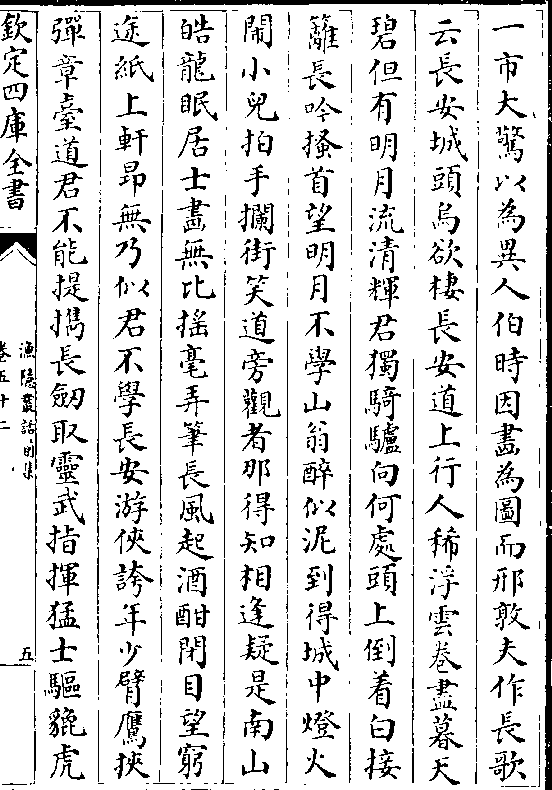 一市大驚以為異人伯時因畫為圖而邢敦夫作長歌
云長安城頭烏欲棲長安道上行人稀浮雲卷盡暮天
碧但有明月流清輝君獨騎驢向何處頭上倒着白接
籬長吟搔首望明月不學山翁醉似泥到得城中燈火
鬧小兒拍手攔街笑道旁觀者那得知相逢疑是南山
皓龍眠居士畫無比搖毫弄筆長風起酒酣閉目望窮
途紙上軒昂無乃似君不學長安游俠誇年少臂鷹挾
彈章臺道君不能提擕長劒取靈武指揮猛士驅貔虎
欽定四庫全書
漁隱叢話前集
卷五十二
五